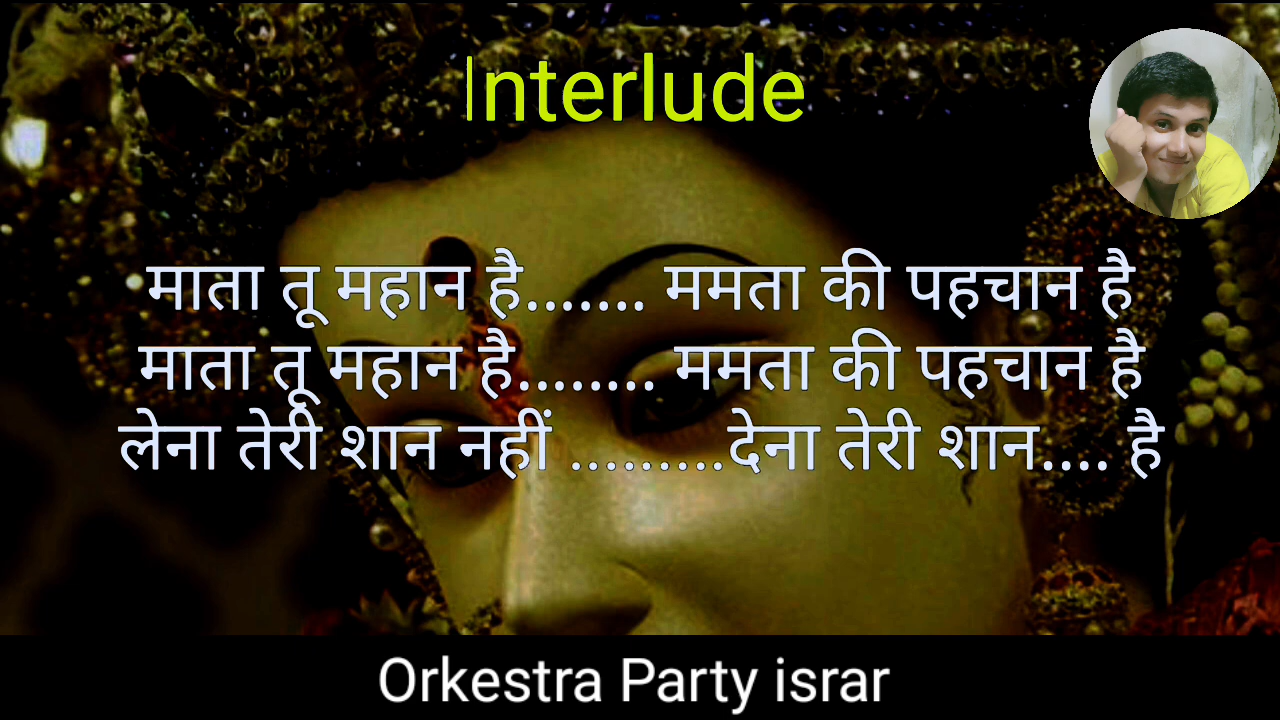 Interlude
माता तू महान है....... ममता की पहचान है
माता तू महान है........ ममता की पहचान है
लेना तेरी शान नहीं .........देना तेरी शान.... है
Orkestra Party israr